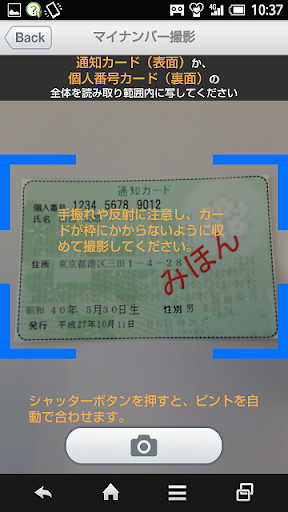 10:37
Back
マイナンバー撮影
通知カード（表面）か、
個人番号カード（裏面）の
全体を読み取り範囲内に写してください
通知カード
個人番号 1234 5678 9012
氏名
手振れや反射に注意し、カー
ドが枠にかからないように収
めて撮影してください。
住所 東京都港区三田1-4-28
みほん
昭和 40年 5月30日生 性別 男
発行 平成27年10月11日
シャッターボタンを押すと、ピントを自
動で合わせます。